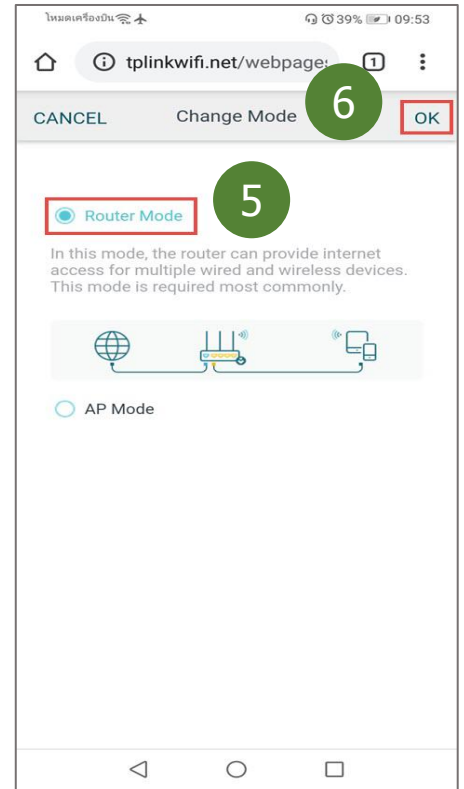 โหมดเครื่องบิน 39% 09:53
tplinkwifi.net/webpage: 1
CANCEL Change Mode 6 OK
Router Mode 5
In this mode, the router can provide internet
access for multiple wired and wireless devices.
This mode is required most commonly.
AP Mode